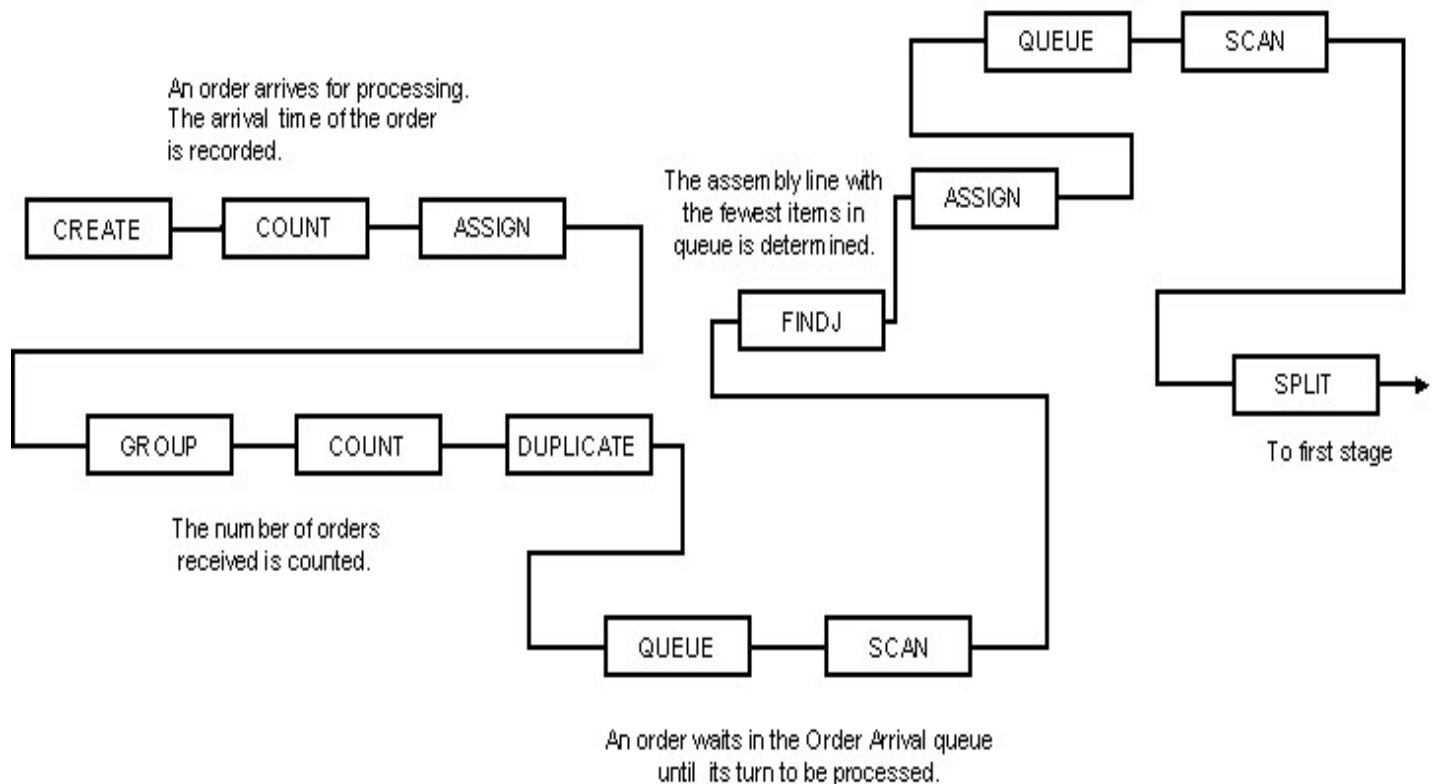 An order arrives for processing.
The arrival time of the order
is recorded.
CREATE
COUNT
ASSIGN
GROUP
COUNT
DUPLICATE
The number of orders
received is counted.
QUEUE
SCAN
An order waits in the Order Arrival queue
until its turn to be processed.
FINDJ
The assembly line with
the fewest items in
queue is determined.
ASSIGN
QUEUE
SCAN
SPLIT
To first stage